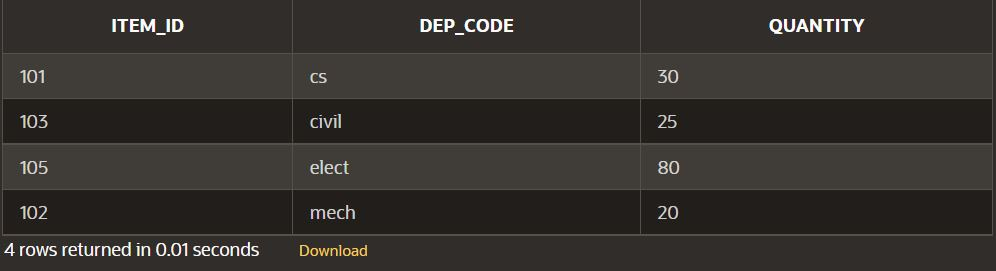 ITEM_ID DEP_CODE QUANTITY
101 cs 30
103 civil 25
105 elect 80
102 mech 20
4 rows returned in 0.01 seconds Download